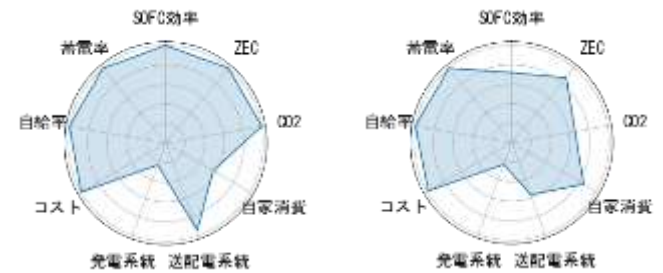 SOFC効率
蓄電率
ZEC
自給率
CO2
コスト
自家消費
発電系統
送配電系統
SOFC効率
蓄電率
ZEC
自給率
CO2
コスト
自家消費
発電系統
送配電系統